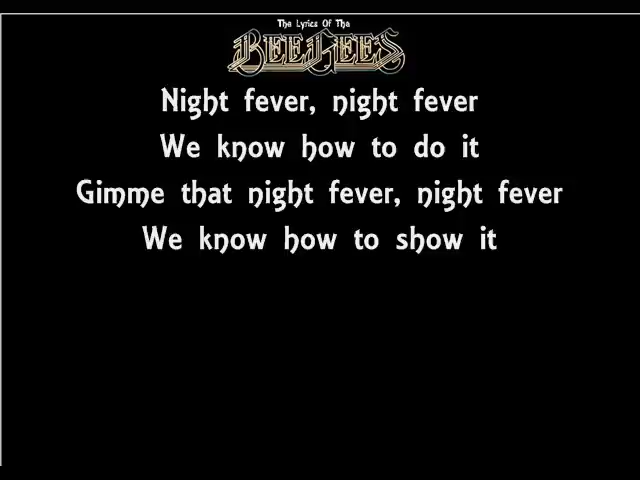 The Lyrics Of Tha
BEE GEES
Night fever, night fever
We know how to do it
Gimme that night fever, night fever
We know how to show it